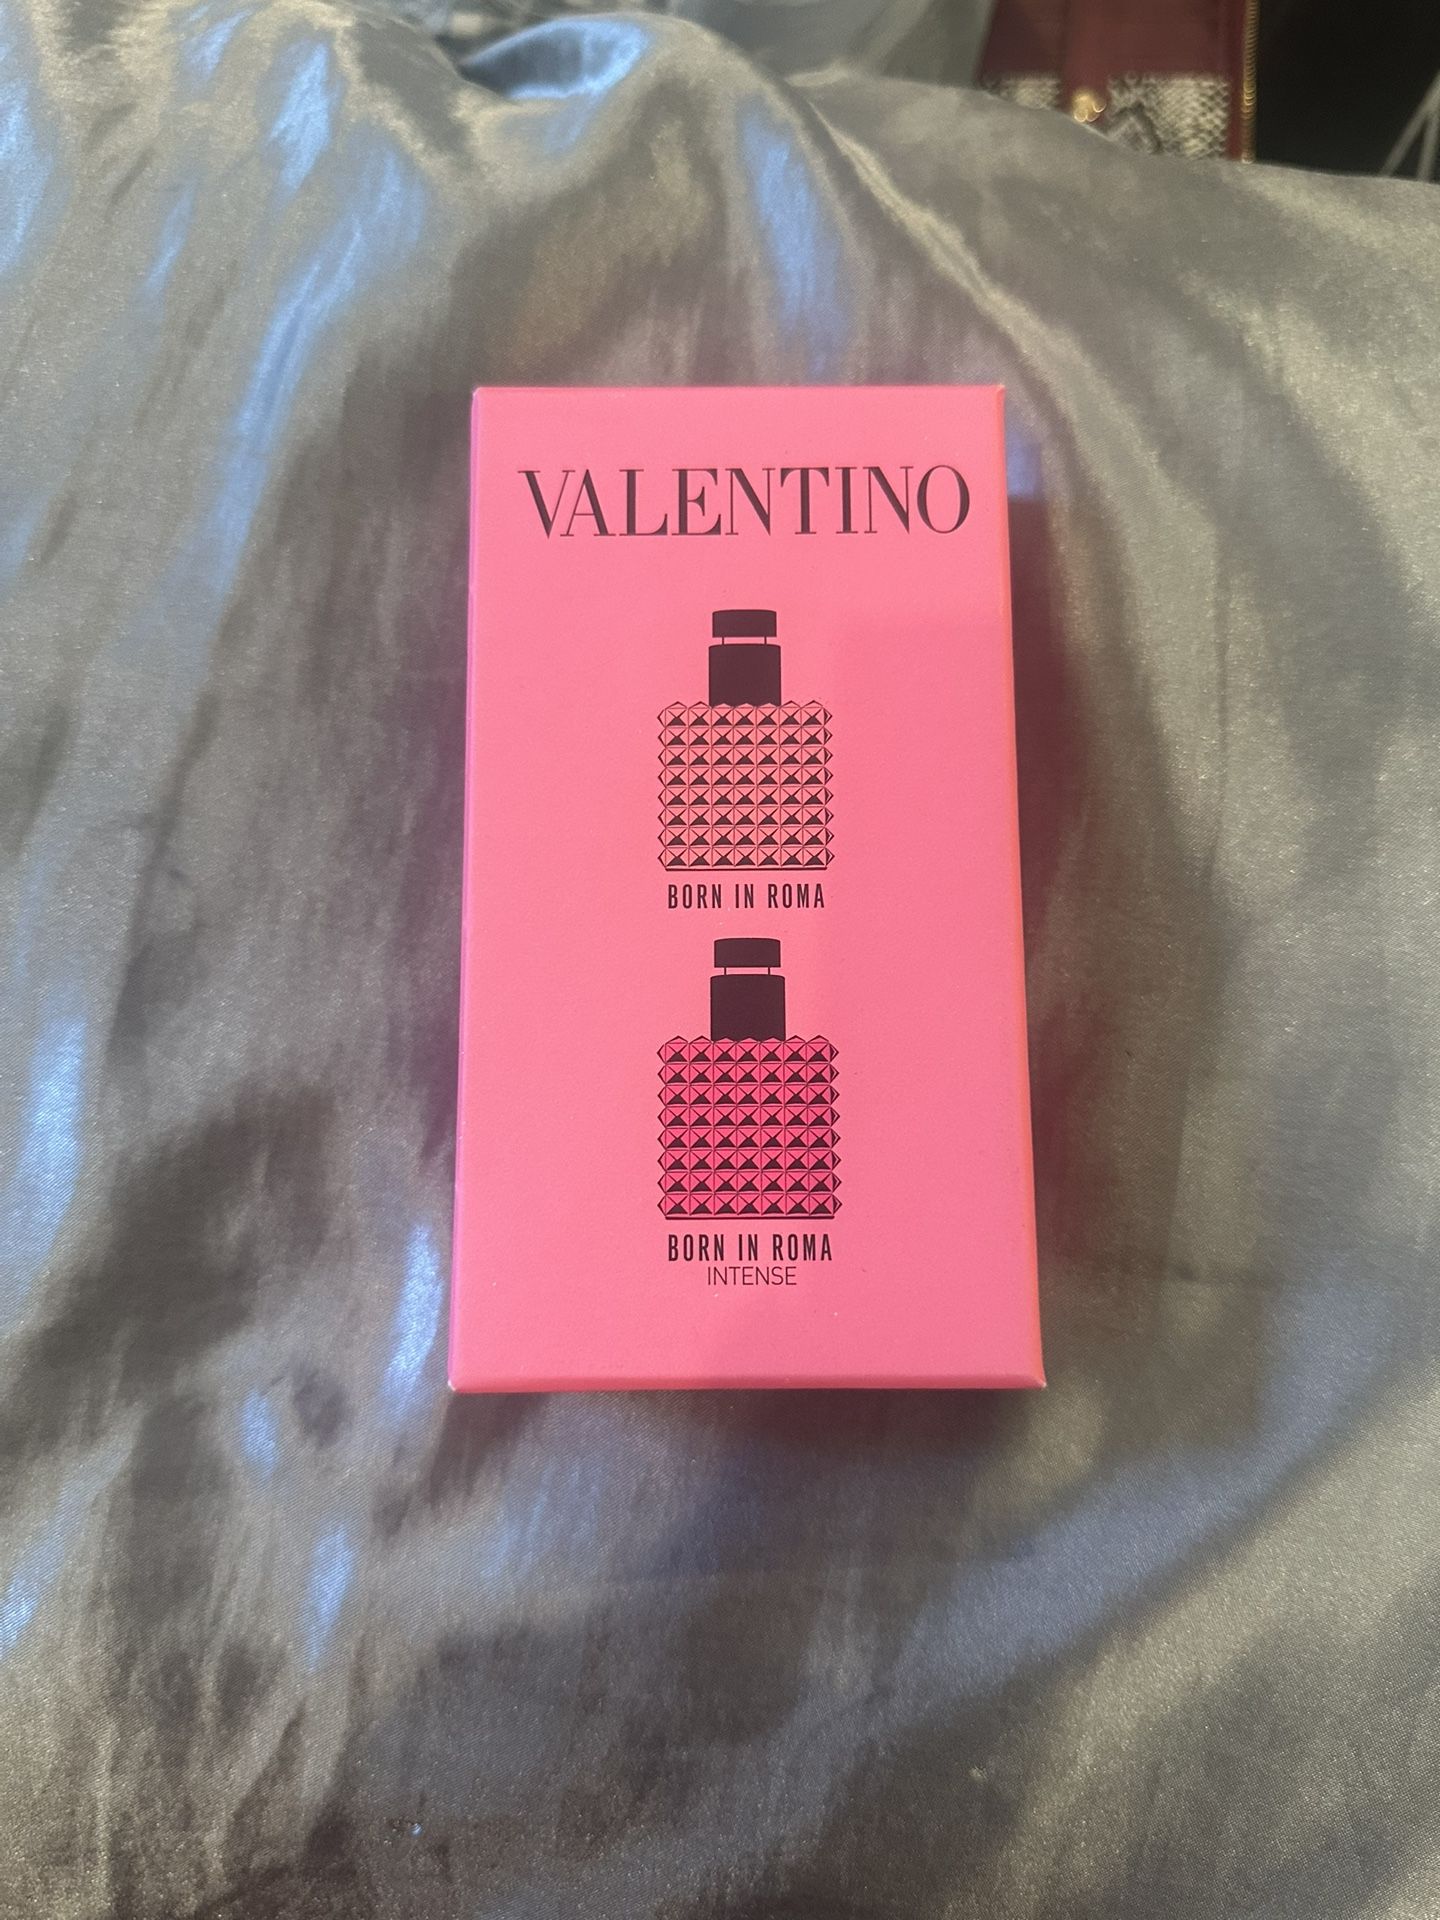 VALENTINO
BORN IN ROMA
BORN IN ROMA
INTENSE